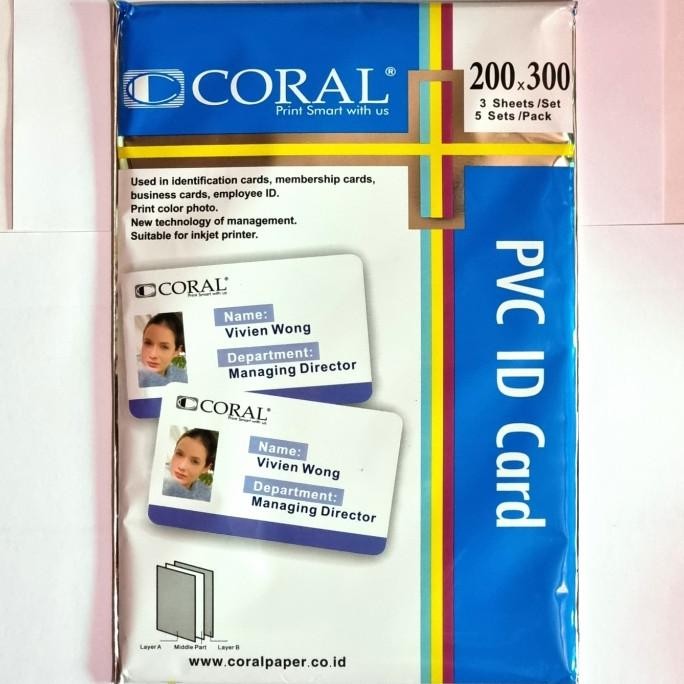 CORAL®
Print Smart with us
200x300
3 Sheets /Set
5 Sets /Pack
Used in identification cards, membership cards,
business cards, employee ID.
Print color photo.
New technology of management.
Suitable for inkjet printer.
PVC ID Card
CORAL®
Print Smart with us
Name:
Vivien Wong
Department:
Managing Director
CORAL®
Print Smart with us
Name:
Vivien Wong
Department:
Managing Director
Layer A Middle Part Layer B
www.coralpaper.co.id